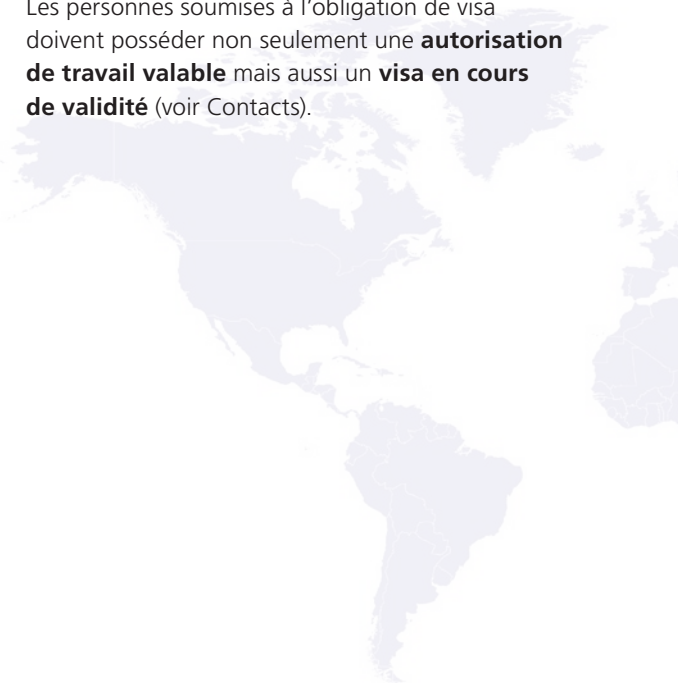 Les personnes soumises à l’obligation de visa
doivent posséder non seulement une autorisation
de travail valable mais aussi un visa en cours
de validité (voir Contacts).